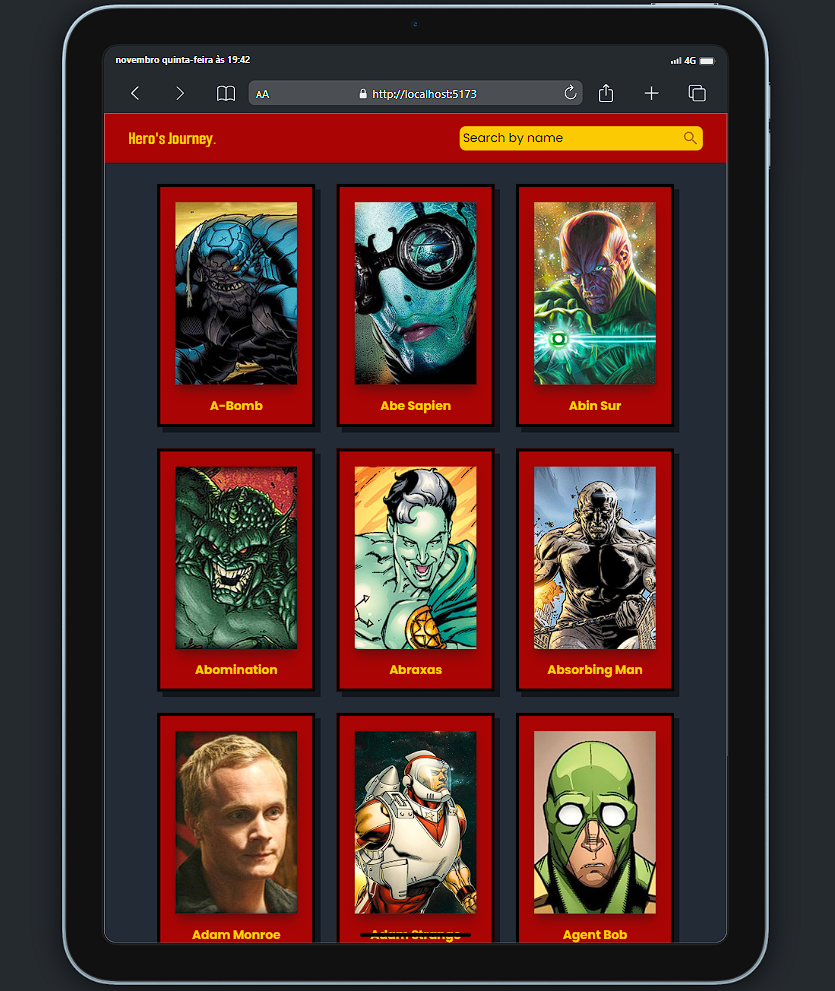 novembro quinta-feira às 19:42
4G
AA
http://localhost:5173
Hero's Journey.
Search by name
A-Bomb
Abe Sapien
Abin Sur
Abomination
Abraxas
Absorbing Man
Adam Monroe
Adam Strange
Agent Bob